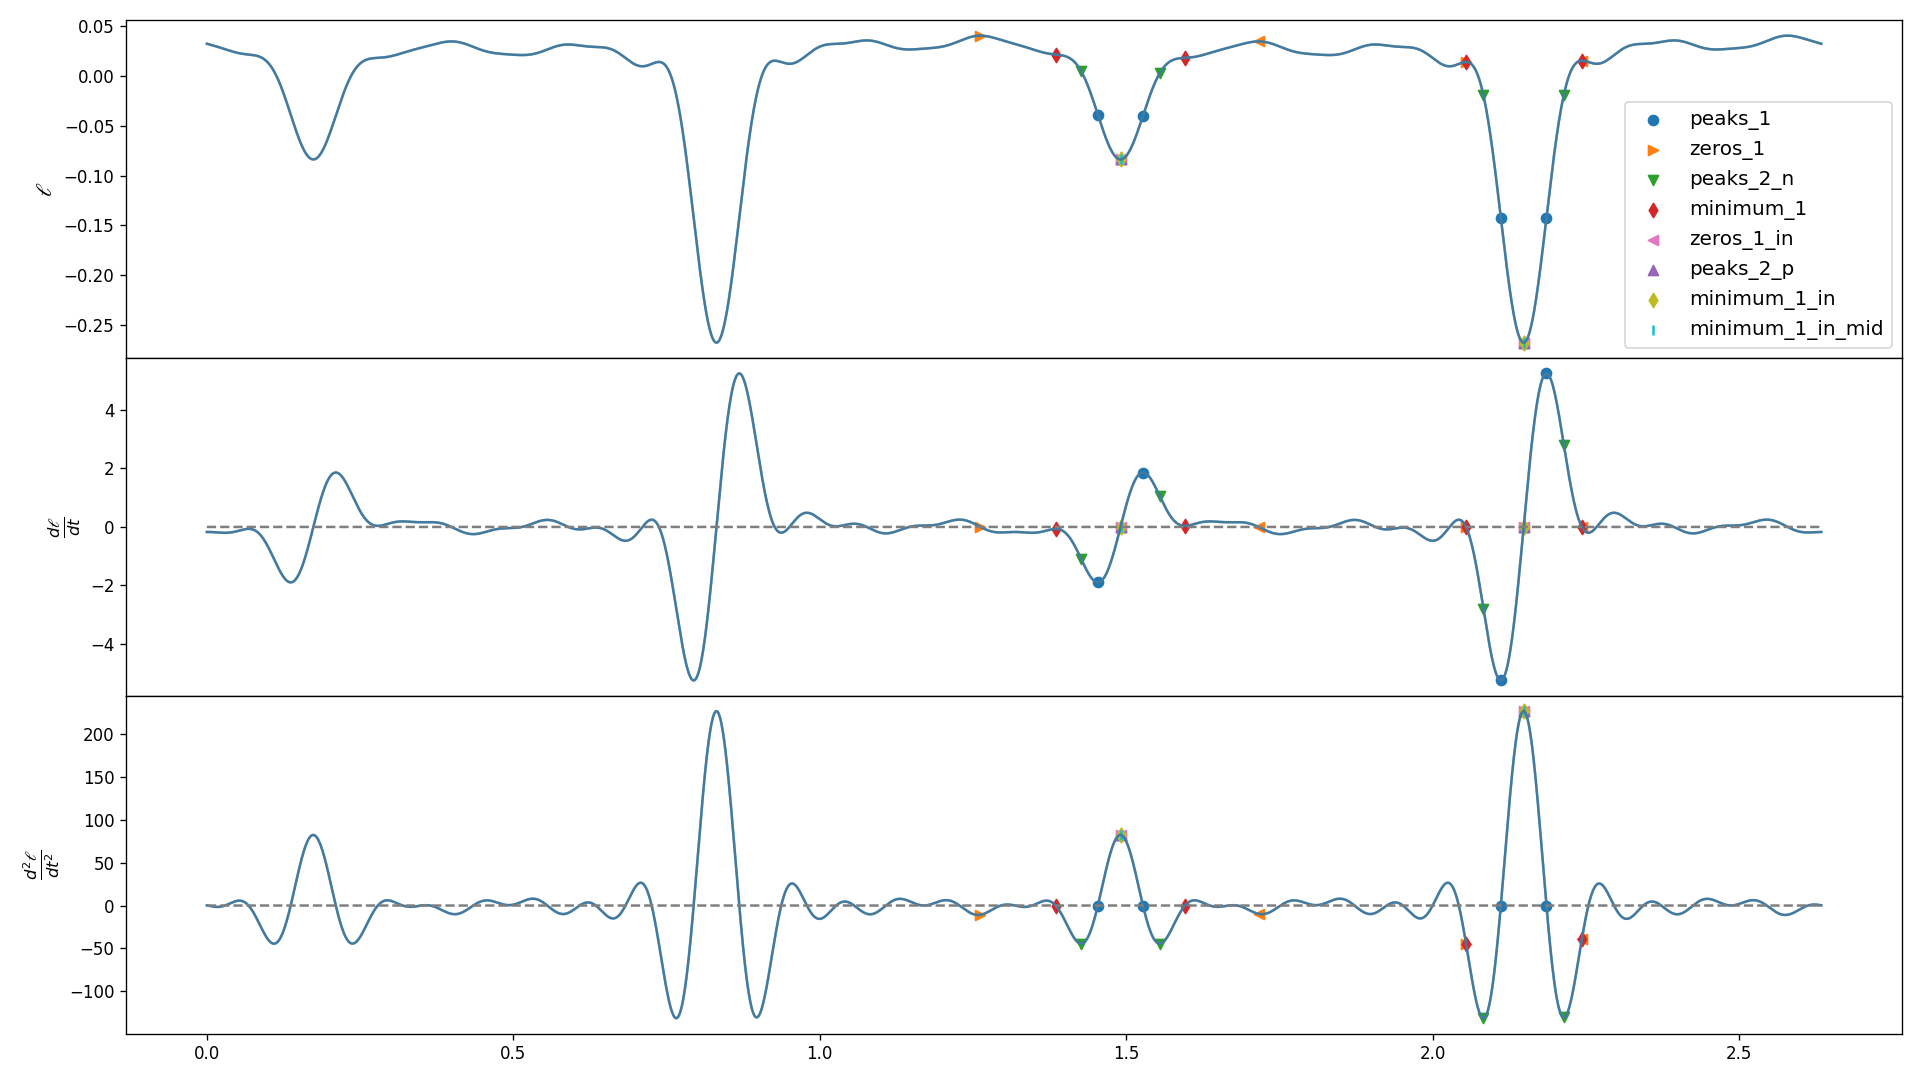 0.05
0.00
−0.05
−0.10
−0.15
−0.20
−0.25
ℓ
peaks_1
zeros_1
peaks_2_n
minimum_1
zeros_1_in
peaks_2_p
minimum_1_in
minimum_1_in_mid
4
2
0
−2
−4
dℓ
dt
200
150
100
50
0
−50
−100
d²ℓ
dt²
0.0 0.5 1.0 1.5 2.0 2.5